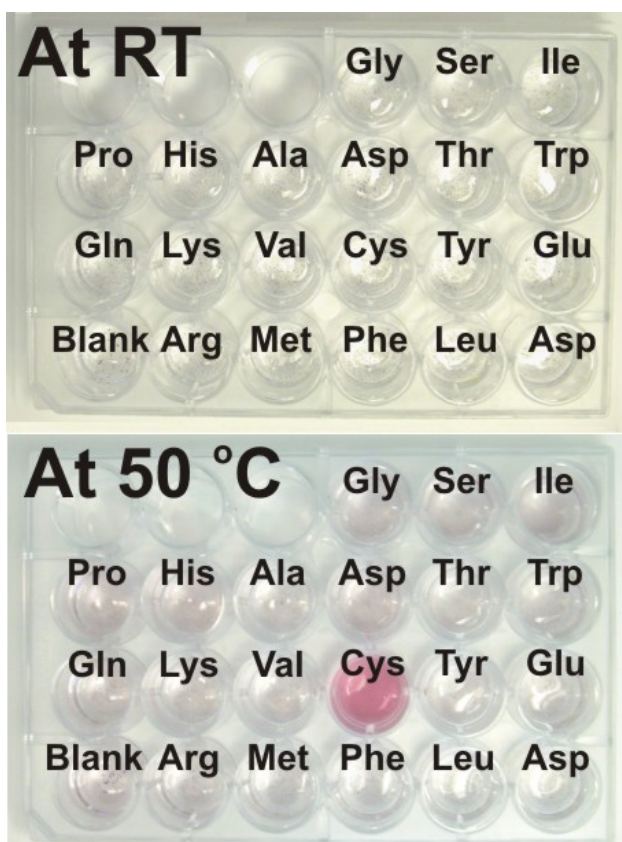 At RT Gly Ser Ile
Pro His Ala Asp Thr Trp
Gln Lys Val Cys Tyr Glu
Blank Arg Met Phe Leu Asp
At 50 °C Gly Ser Ile
Pro His Ala Asp Thr Trp
Gln Lys Val Cys Tyr Glu
Blank Arg Met Phe Leu Asp